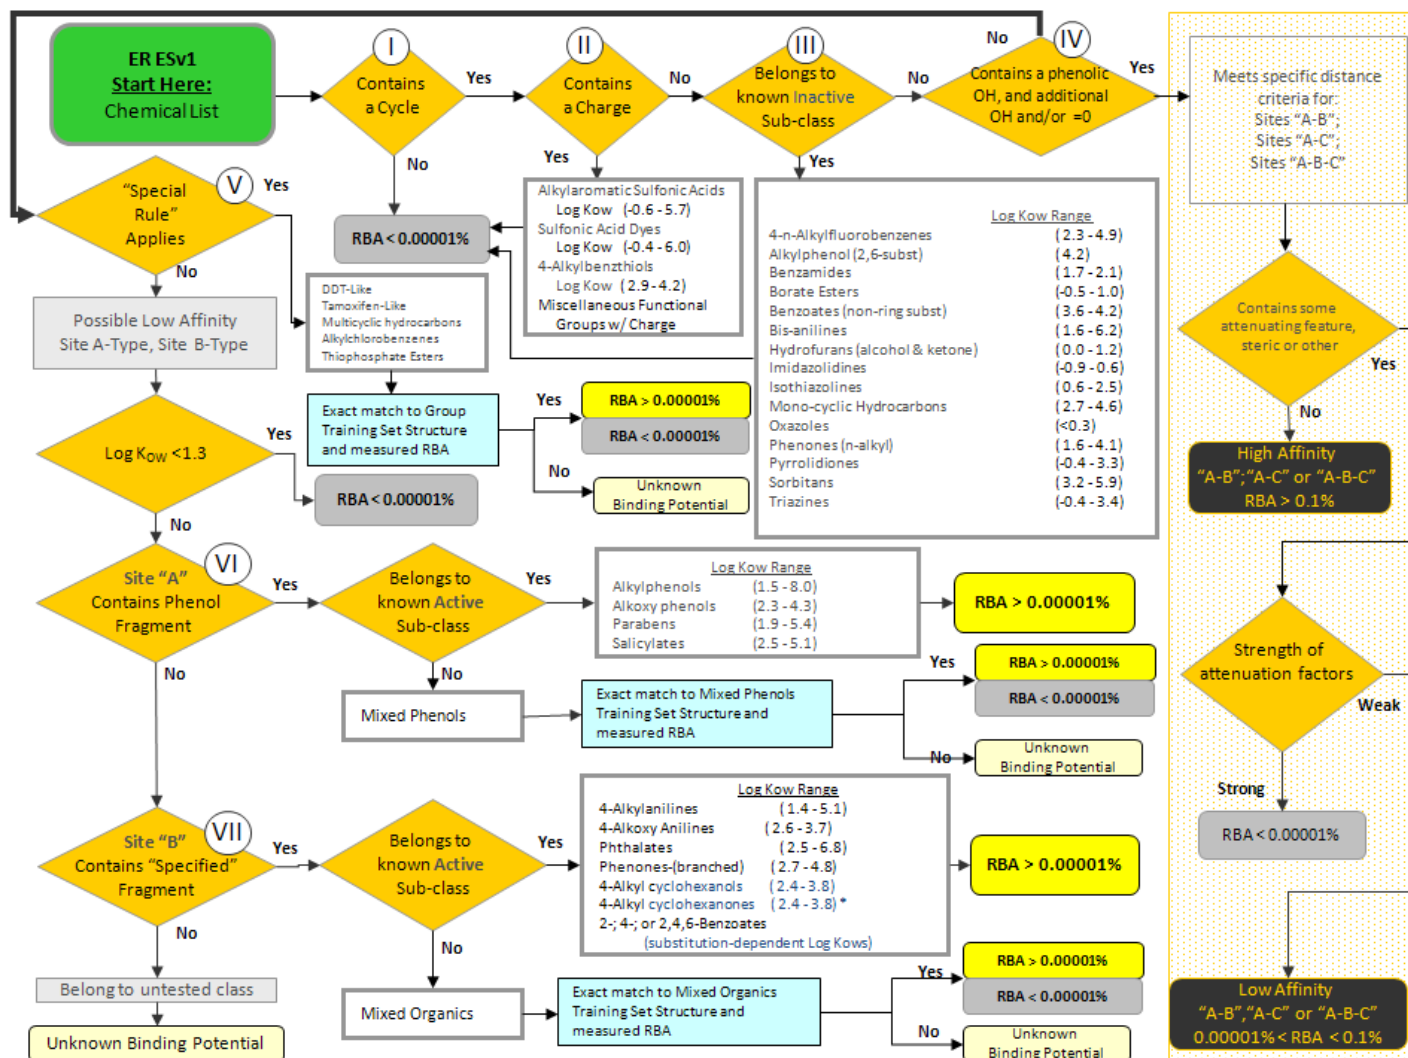 ER ESv1
Start Here:
Chemical List
I
Contains
a Cycle
Yes
No
II
Contains
a Charge
No
Yes
III
Belongs to
known Inactive
Sub-class
No
Yes
No
IV
Contains a phenolic
OH, and additional
OH and/or =0
Yes
Meets specific distance
criteria for:
Sites "A-B";
Sites "A-C";
Sites "A-B-C"
V
"Special
Rule"
Applies
Yes
No
RBA < 0.00001%
Alkylaromatic Sulfonic Acids
Log Kow (-0.6 - 5.7)
Sulfonic Acid Dyes
Log Kow (-0.4 - 6.0)
4-Alkylbenzthiols
Log Kow ( 2.9 - 4.2)
Miscellaneous Functional
Groups w/ Charge
Log Kow Range
4-n-Alkylfluorobenzenes ( 2.3 - 4.9)
Alkylphenol (2,6-subst) (4.2)
Benzamides (1.7 - 2.1)
Borate Esters (-0.5 - 1.0)
Benzoates (non-ring subst) (3.6 - 4.2)
Bis-anilines (1.6 - 6.2)
Hydrofurans (alcohol & ketone) (0.0 - 1.2)
Imidazolidines (-0.9 - 0.6)
Isothiazolines (0.6 - 2.5)
Mono-cyclic Hydrocarbons (2.7 - 4.6)
Oxazoles (<0.3)
Phenones (n-alkyl) (1.6 - 4.1)
Pyrrolidiones (-0.4 - 3.3)
Sorbitans (3.2 - 5.9)
Triazines (-0.4 - 3.4)
Possible Low Affinity
Site A-Type, Site B-Type
DDT-Like
Tamoxifen-Like
Multicyclic hydrocarbons
Alkylchlorobenzenes
Thiophosphate Esters
Contains some
attenuating feature,
steric or other
Yes
No
Exact match to Group
Training Set Structure
and measured RBA
Yes
RBA > 0.00001%
RBA < 0.00001%
No
Unknown
Binding Potential
Log KOW <1.3
Yes
RBA < 0.00001%
No
High Affinity
"A-B";"A-C" or "A-B-C"
RBA > 0.1%
VI
Site "A"
Contains Phenol
Fragment
Yes
No
Belongs to
known Active
Sub-class
Yes
No
Log Kow Range
Alkylphenols (1.5 - 8.0)
Alkoxy phenols (2.3 - 4.3)
Parabens (1.9 - 5.4)
Salicylates (2.5 - 5.1)
RBA > 0.00001%
Mixed Phenols
Exact match to Mixed Phenols
Training Set Structure and
measured RBA
Yes
RBA > 0.00001%
RBA < 0.00001%
No
Unknown
Binding Potential
Strength of
attenuation factors
Weak
Strong
RBA < 0.00001%
VII
Site "B"
Contains "Specified"
Fragment
Yes
No
Belongs to
known Active
Sub-class
Yes
No
Log Kow Range
4-Alkylanilines ( 1.4 - 5.1)
4-Alkoxy Anilines ( 2.6 - 3.7)
Phthalates ( 2.5 - 6.8)
Phenones-(branched) ( 2.7 - 4.8)
4-Alkyl cyclohexanols ( 2.4 - 3.8)
4-Alkyl cyclohexanones ( 2.4 - 3.8) *
2-; 4-; or 2,4,6-Benzoates
(substitution-dependent Log Kows)
RBA > 0.00001%
Belong to untested class
Unknown Binding Potential
Mixed Organics
Exact match to Mixed Organics
Training Set Structure and
measured RBA
Yes
RBA > 0.00001%
RBA < 0.00001%
No
Unknown
Binding Potential
Low Affinity
"A-B","A-C" or "A-B-C"
0.00001% < RBA < 0.1%